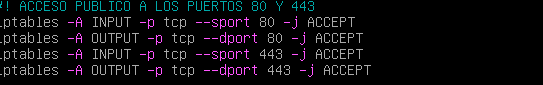 #! ACCESO PUBLICO A LOS PUERTOS 80 Y 443
iptables -A INPUT -p tcp --sport 80 -j ACCEPT
iptables -A OUTPUT -p tcp --dport 80 -j ACCEPT
iptables -A INPUT -p tcp --sport 443 -j ACCEPT
iptables -A OUTPUT -p tcp --dport 443 -j ACCEPT